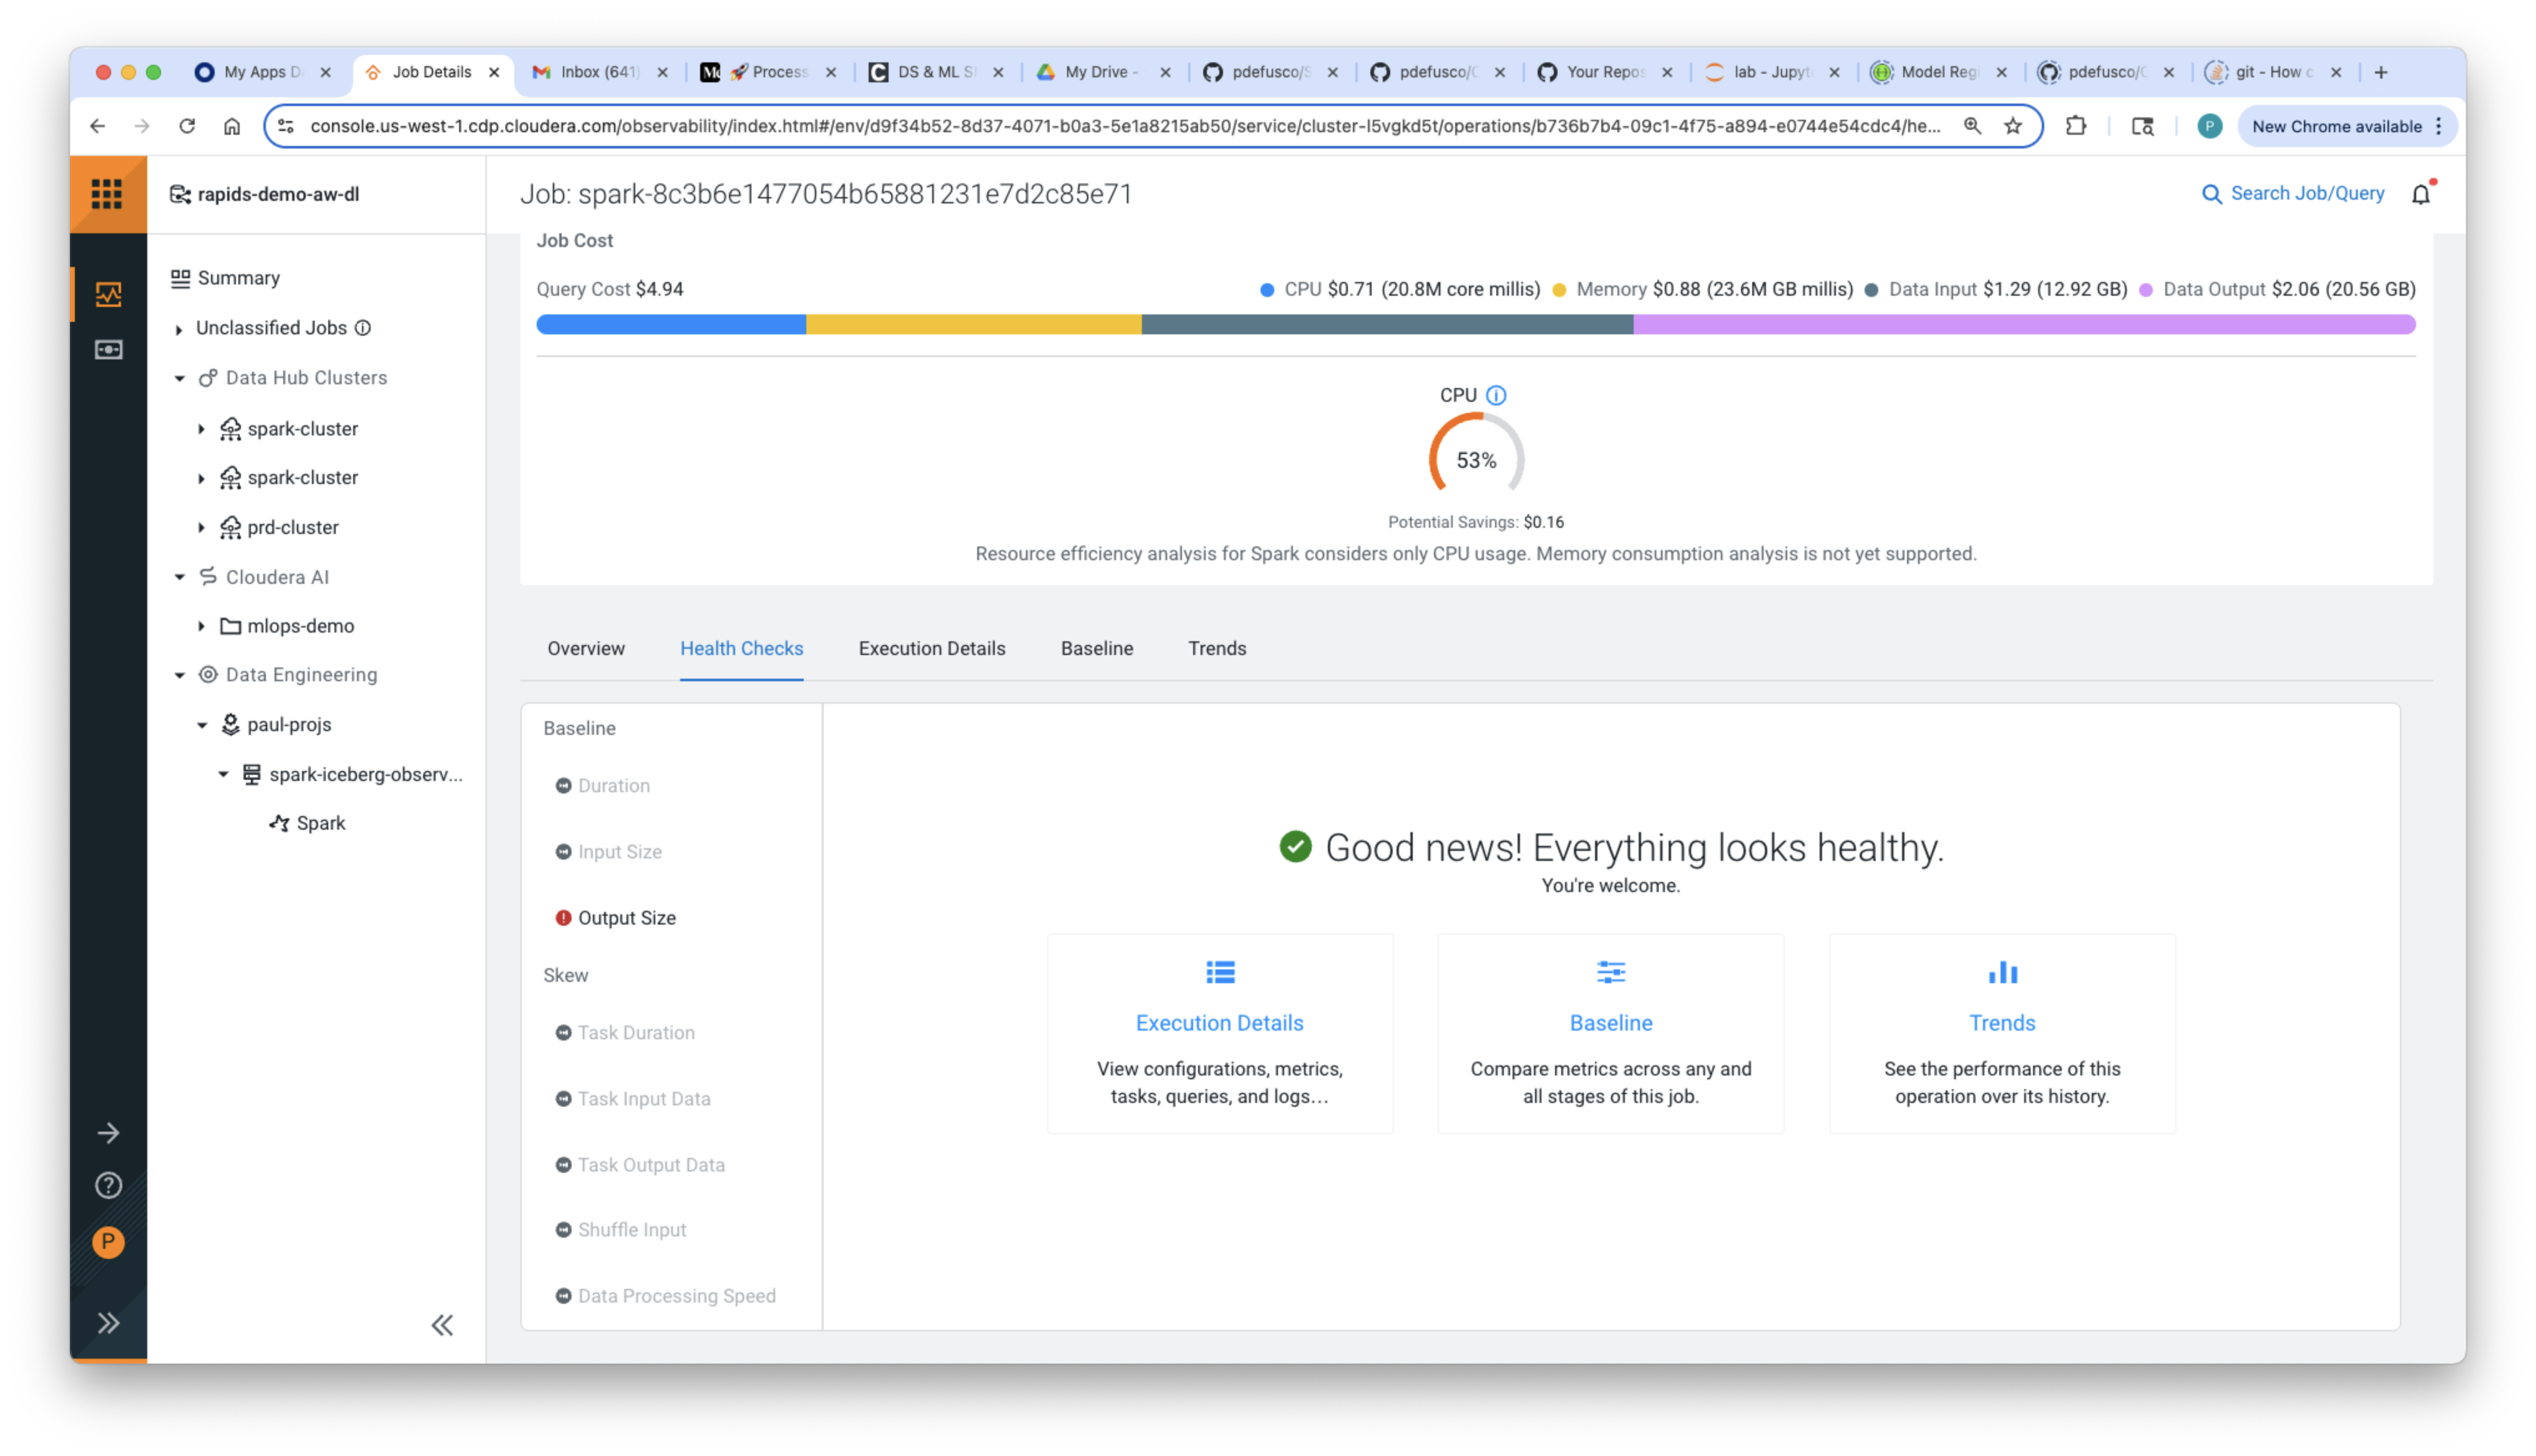 My Apps D
Job Details
Inbox (641)
Process
DS & ML S
My Drive -
pdefusco/S
pdefusco/C
Your Repos
lab - Jupyt
Model Reg
pdefusco/C
git - How c
console.us-west-1.cdp.cloudera.com/observability/index.html#/env/d9f34b52-8d37-4071-b0a3-5e1a8215ab50/service/cluster-l5vgkd5t/operations/b736b7b4-09c1-4f75-a894-e0744e54cdc4/he...
P
New Chrome available
rapids-demo-aw-dl
Job: spark-8c3b6e1477054b65881231e7d2c85e71
Search Job/Query
Summary
Unclassified Jobs
Data Hub Clusters
spark-cluster
spark-cluster
prd-cluster
Cloudera AI
mlops-demo
Data Engineering
paul-projs
spark-iceberg-observ...
Spark
P
Job Cost
Query Cost $4.94
CPU $0.71 (20.8M core millis)
Memory $0.88 (23.6M GB millis)
Data Input $1.29 (12.92 GB)
Data Output $2.06 (20.56 GB)
CPU
53%
Potential Savings: $0.16
Resource efficiency analysis for Spark considers only CPU usage. Memory consumption analysis is not yet supported.
Overview
Health Checks
Execution Details
Baseline
Trends
Baseline
Duration
Input Size
Output Size
Skew
Task Duration
Task Input Data
Task Output Data
Shuffle Input
Data Processing Speed
Good news! Everything looks healthy.
You're welcome.
Execution Details
View configurations, metrics,
tasks, queries, and logs...
Baseline
Compare metrics across any and
all stages of this job.
Trends
See the performance of this
operation over its history.